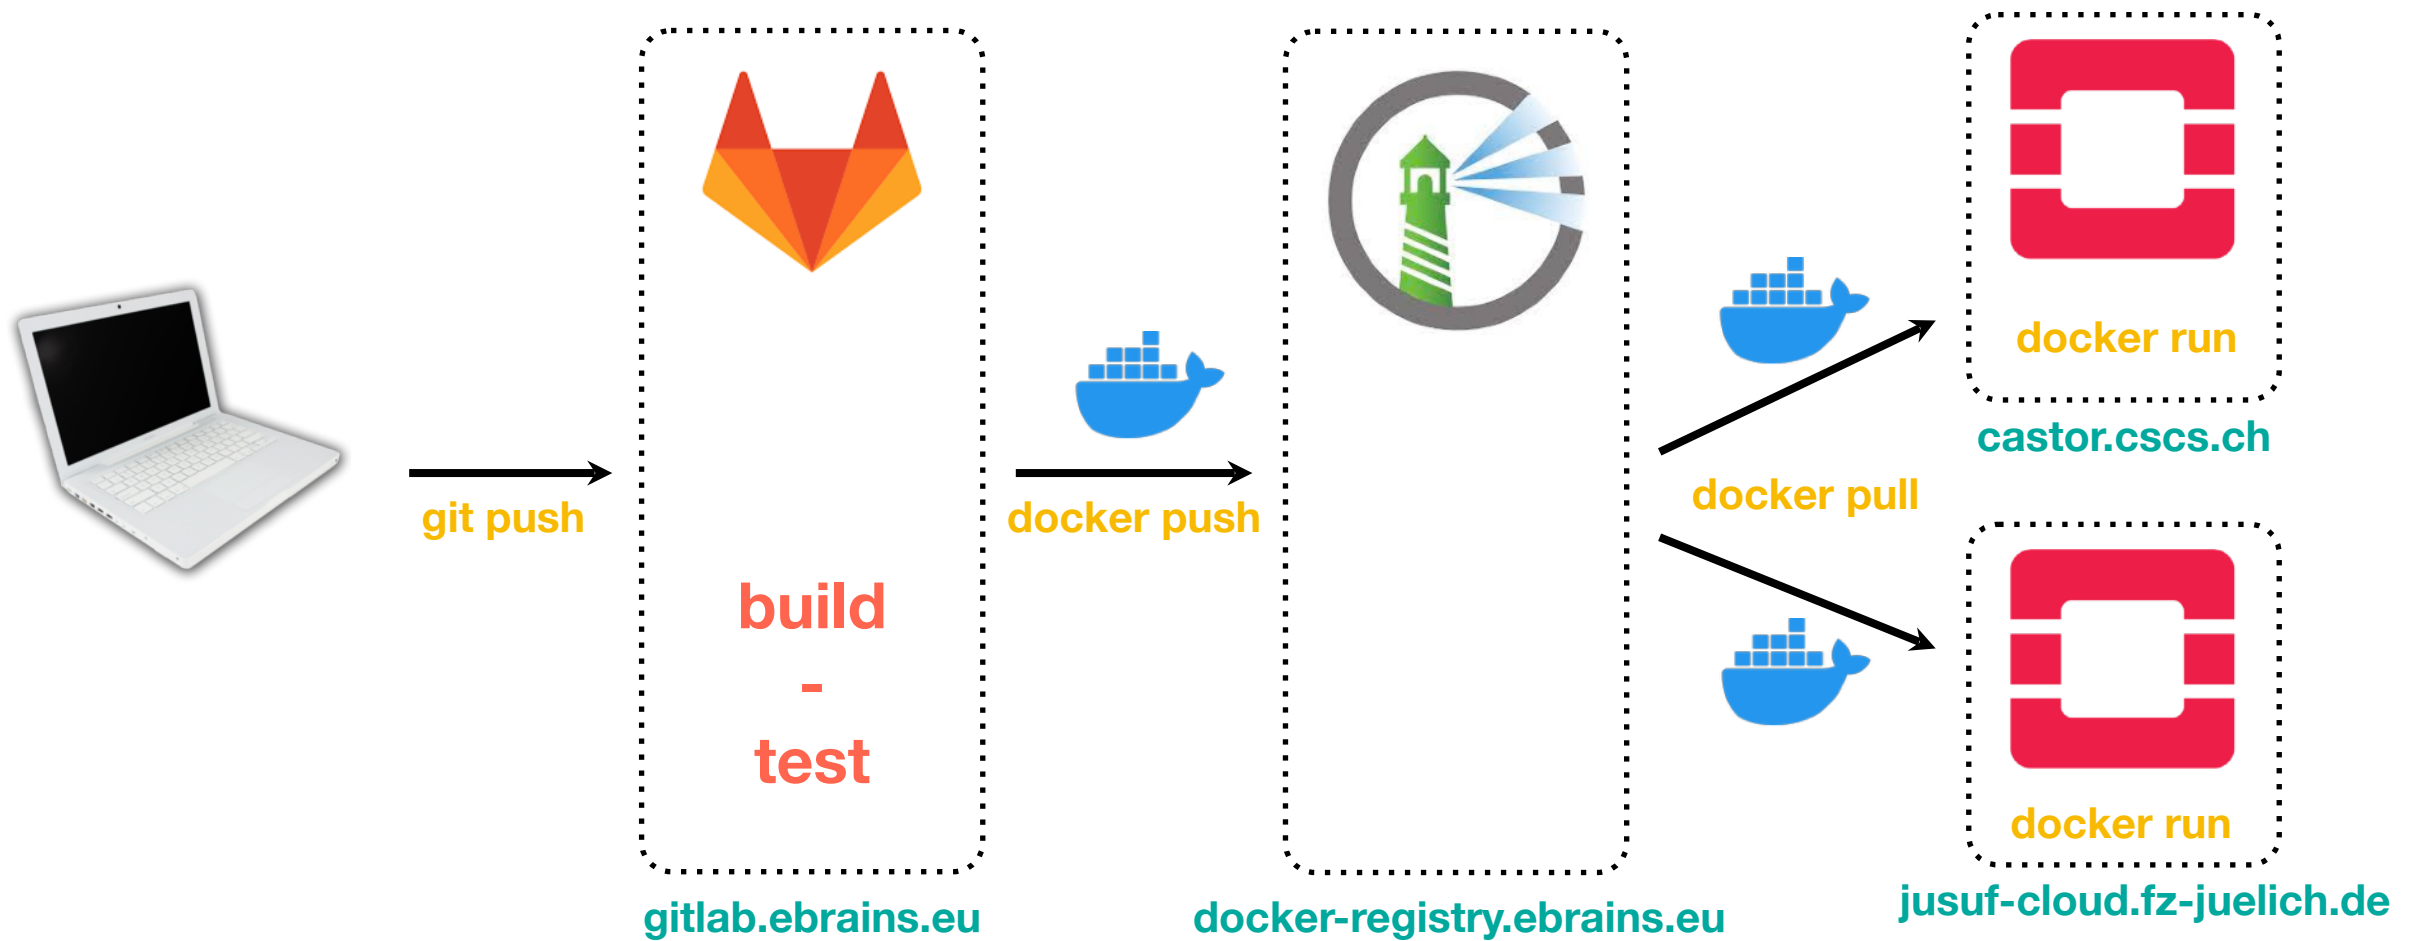 git push
build
-
test
gitlab.ebrains.eu
docker push
docker-registry.ebrains.eu
docker pull
docker run
castor.cscs.ch
docker run
jusuf-cloud.fz-juelich.de